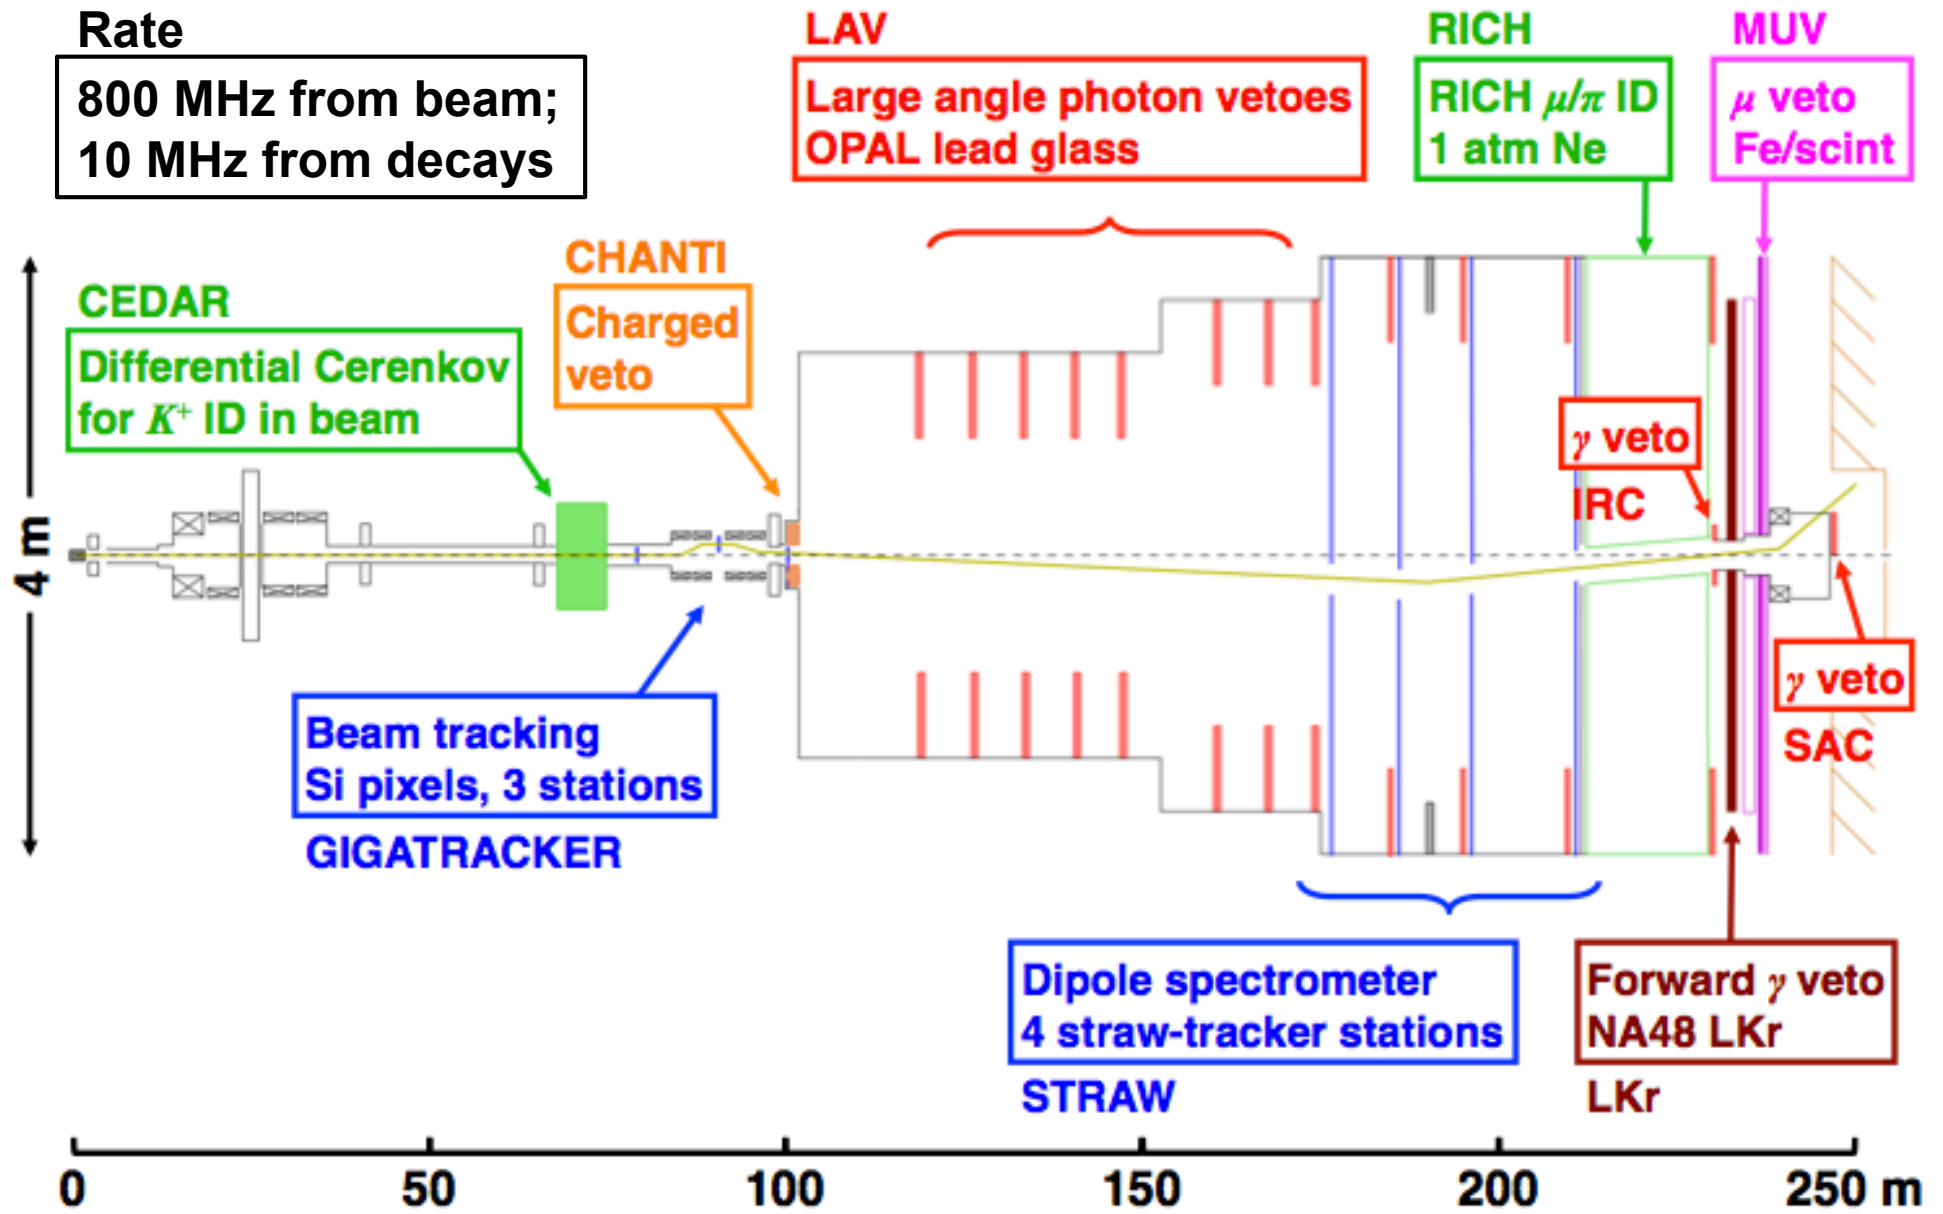 Rate
800 MHz from beam;
10 MHz from decays
LAV
Large angle photon vetoes
OPAL lead glass
RICH
RICH μ/π ID
1 atm Ne
MUV
μ veto
Fe/scint
CHANTI
Charged
veto
CEDAR
Differential Cerenkov
for K+ ID in beam
γ veto
IRC
4 m
γ veto
SAC
Beam tracking
Si pixels, 3 stations
GIGATRACKER
Dipole spectrometer
4 straw-tracker stations
STRAW
Forward γ veto
NA48 LKr
LKr
0 50 100 150 200 250 m